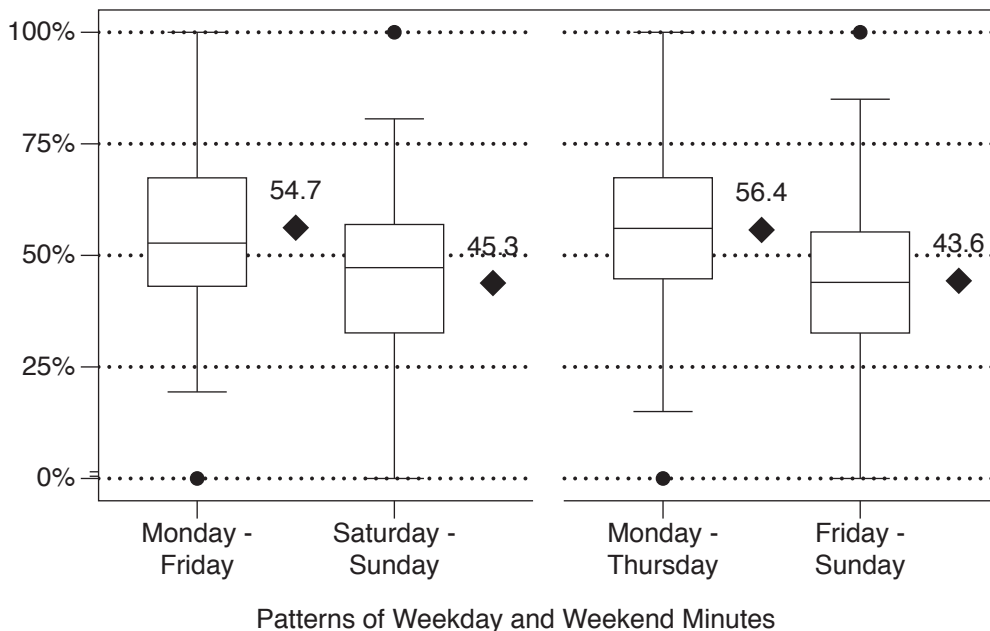 100%
75%
50%
25%
0%
54.7
45.3
56.4
43.6
Monday -
Friday
Saturday -
Sunday
Monday -
Thursday
Friday -
Sunday
Patterns of Weekday and Weekend Minutes